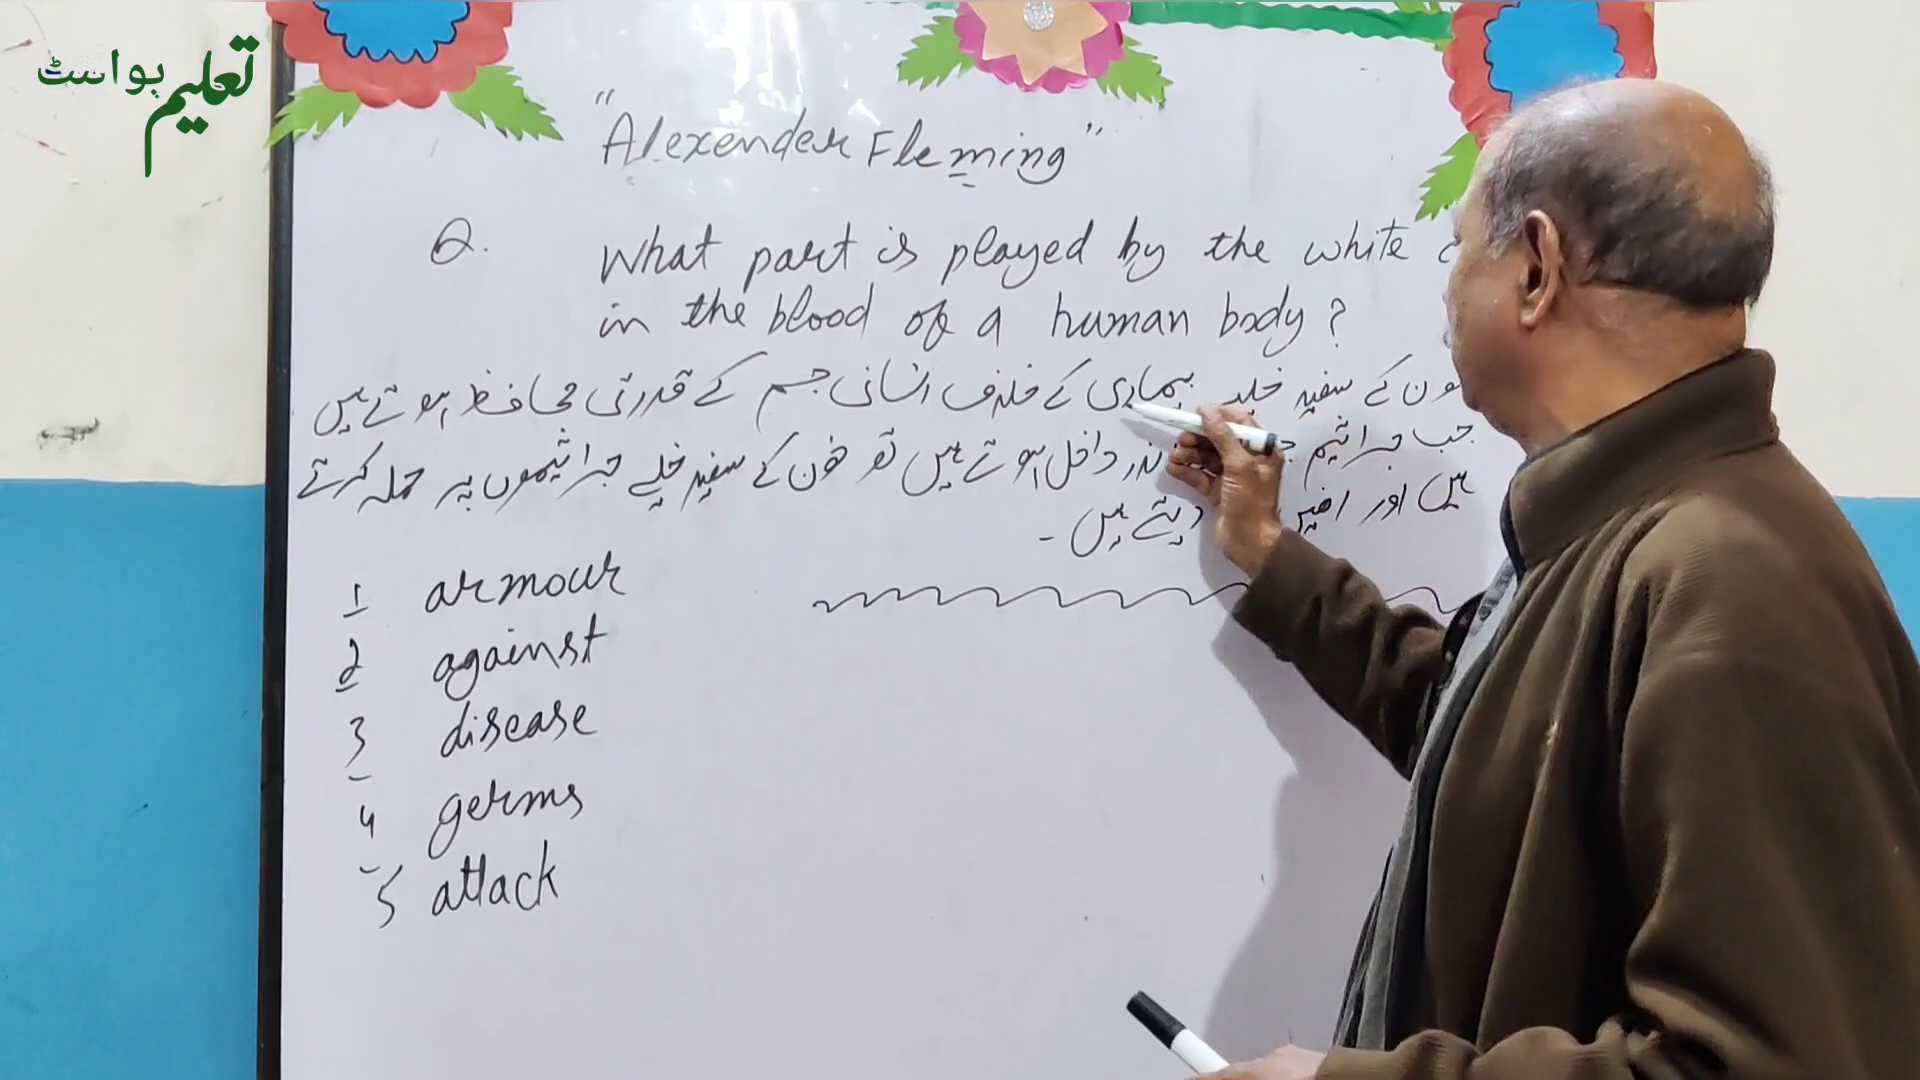 تعلیم پواسٹ
"Alexender Fleming"
Q. What part is played by the white
in the blood of a human body?
کے سفید خلیے بیماری کے خلاف انسانی جسم کے قدرتی محافظ ہوتے ہیں
جب جراثیم داخل ہوتے ہیں تو خون کے سفید خلیے جراثیموں پر حملہ کرتے
ہیں اور دیتے ہیں -
1 armour
2 against
3 disease
4 germs
5 attack